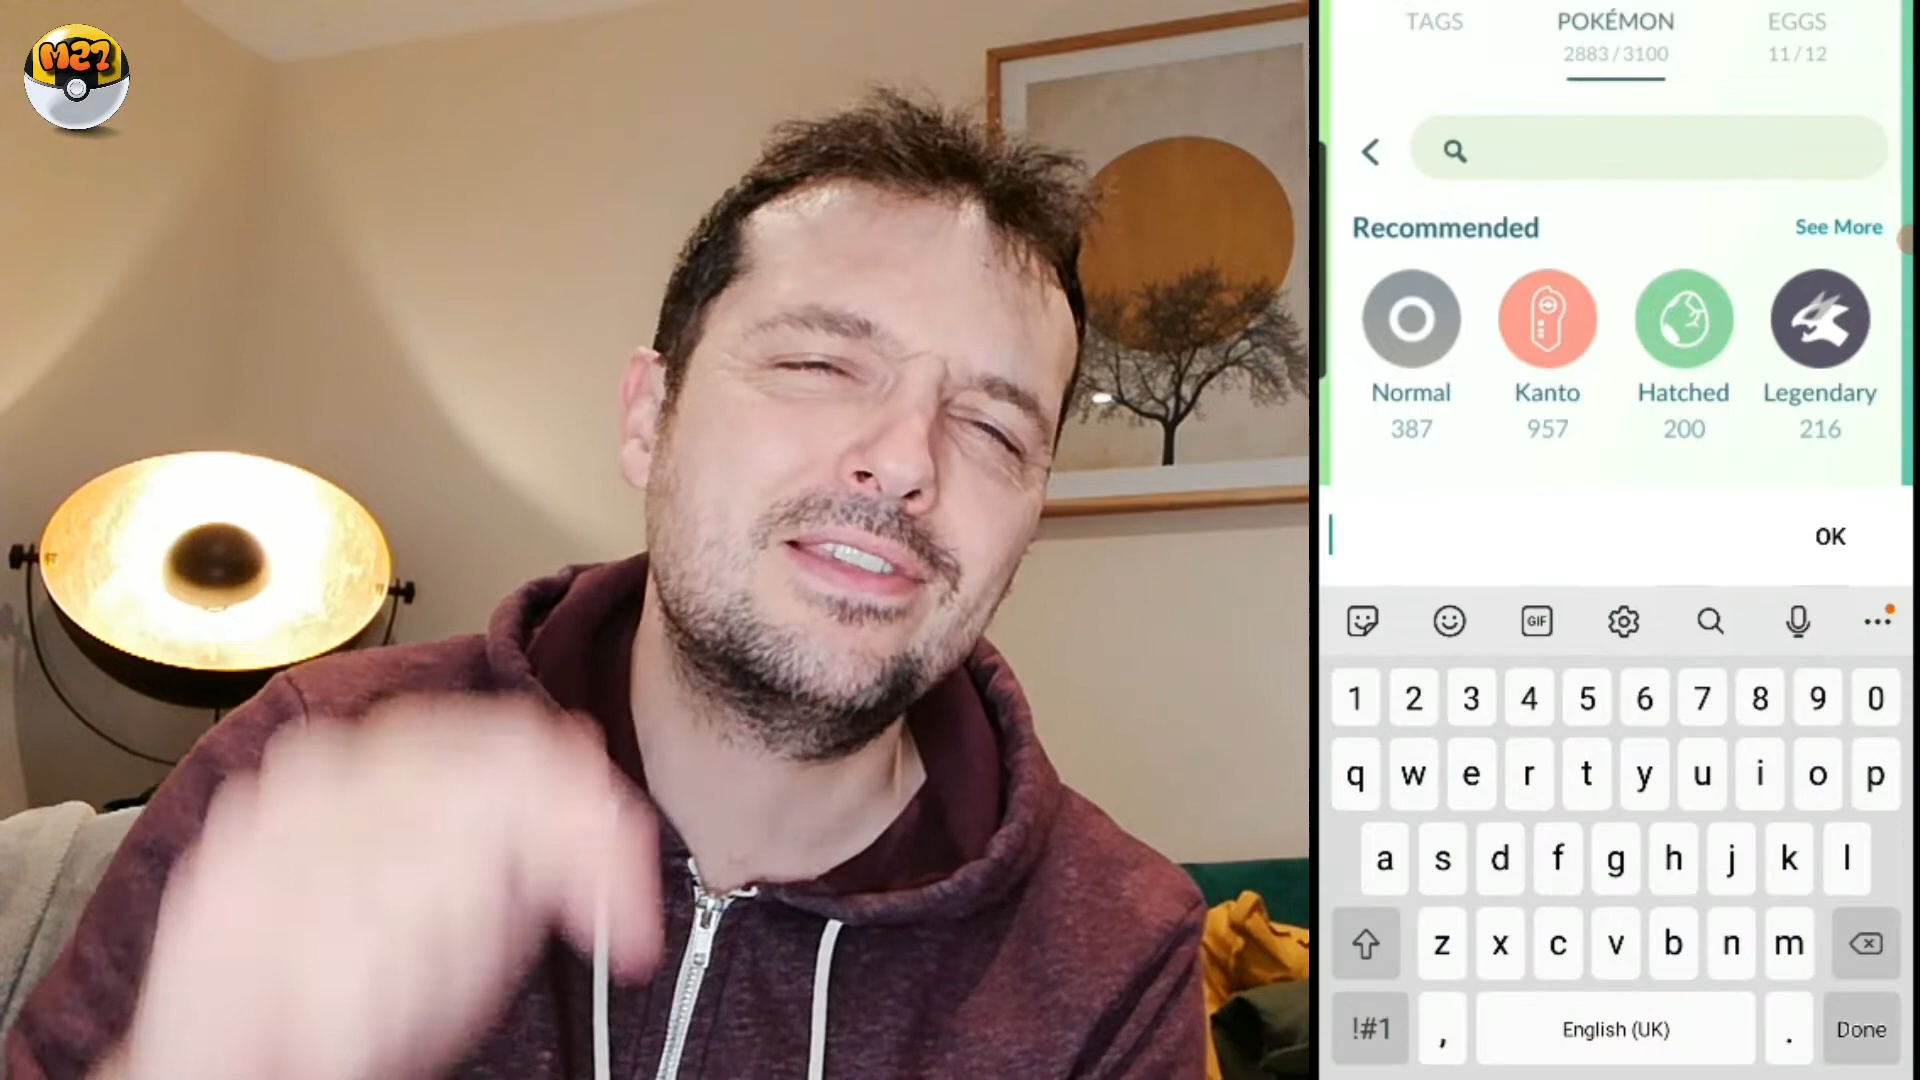 M27
TAGS
POKÉMON
EGGS
2883/3100
11/12
Recommended
See More
Normal
Kanto
Hatched
Legendary
387
957
200
216
OK
GIF
1 2 3 4 5 6 7 8 9 0
q w e r t y u i o p
a s d f g h j k l
z x c v b n m
!#1 , English (UK) . Done